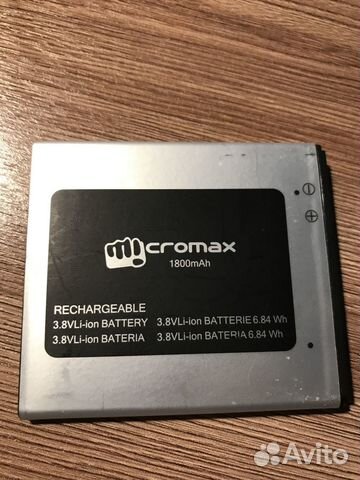 micromax
1800mAh
RECHARGEABLE
3.8VLi-ion BATTERY 3.8VLi-ion BATTERIE 6.84 Wh
3.8VLi-ion BATERIA 3.8VLi-ion BATERIA 6.84 Wh
Avito